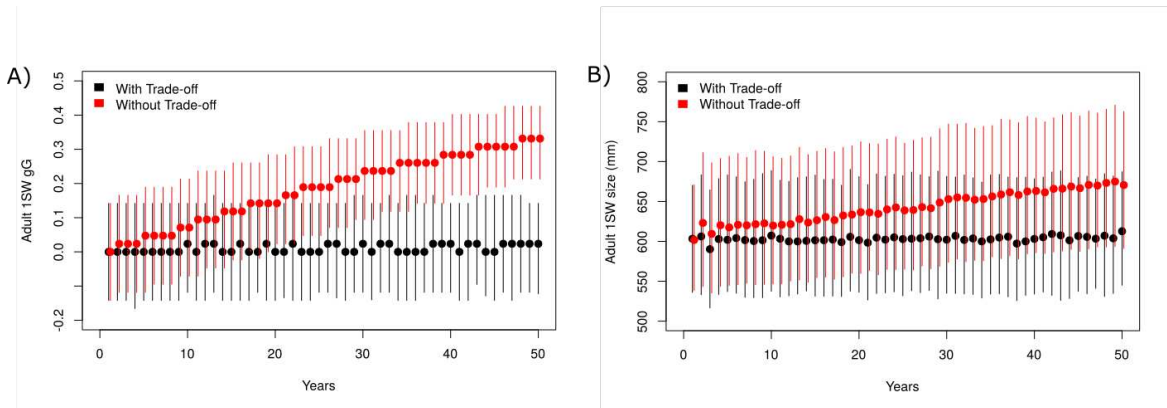 A)
With Trade-off
Without Trade-off
0.5
0.4
0.3
0.2
0.1
0.0
-0.2
Adult 1SW gG
0 10 20 30 40 50
Years
B)
With Trade-off
Without Trade-off
800
750
700
650
600
550
500
Adult 1SW size (mm)
0 10 20 30 40 50
Years